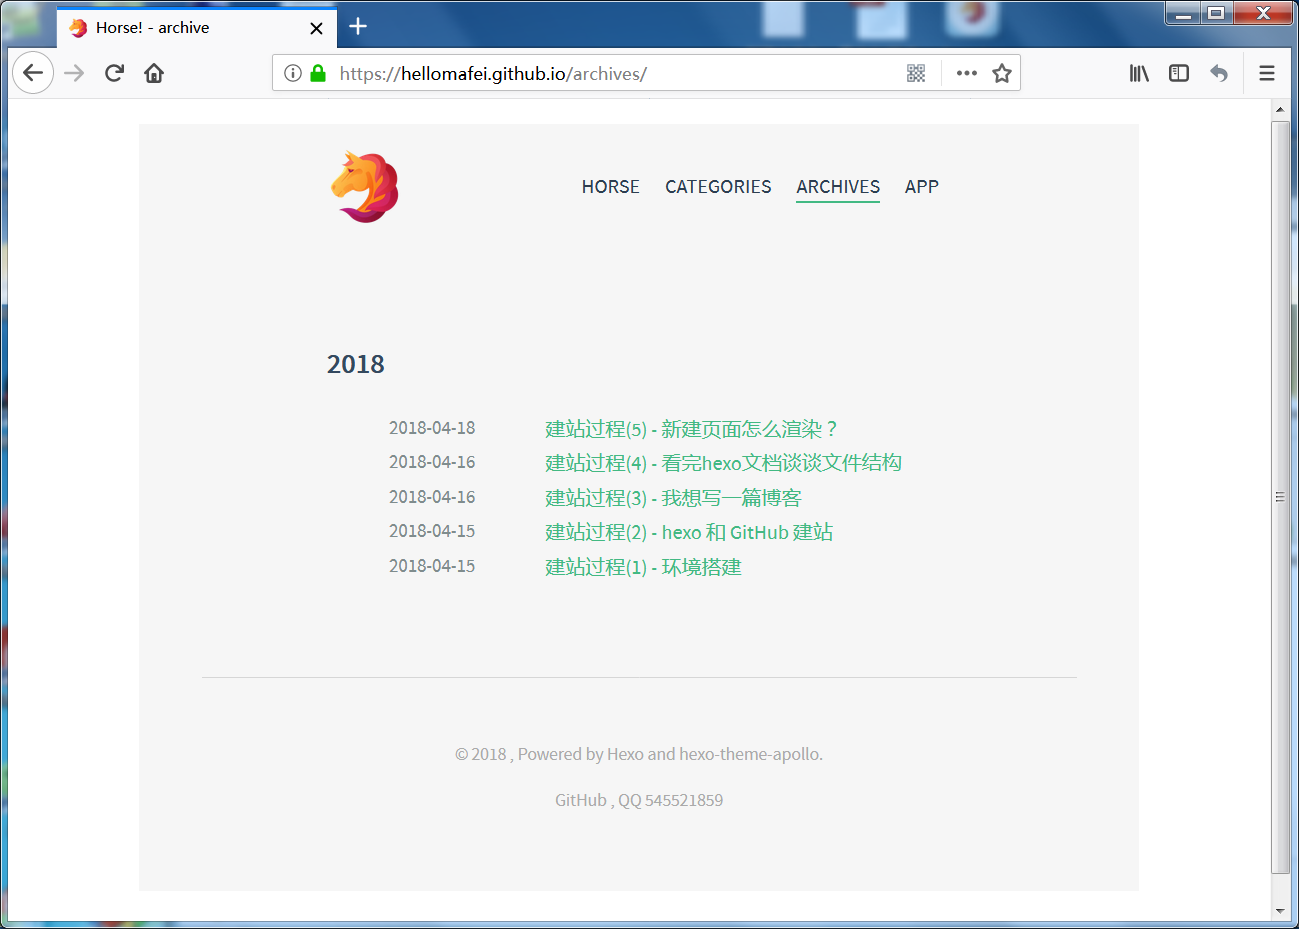 Horse! - archive
https://hellomafei.github.io/archives/
HORSE CATEGORIES ARCHIVES APP
2018
2018-04-18 建站过程(5) - 新建页面怎么渲染？
2018-04-16 建站过程(4) - 看完hexo文档谈谈文件结构
2018-04-16 建站过程(3) - 我想写一篇博客
2018-04-15 建站过程(2) - hexo 和 GitHub 建站
2018-04-15 建站过程(1) - 环境搭建
© 2018 , Powered by Hexo and hexo-theme-apollo.
GitHub , QQ 545521859